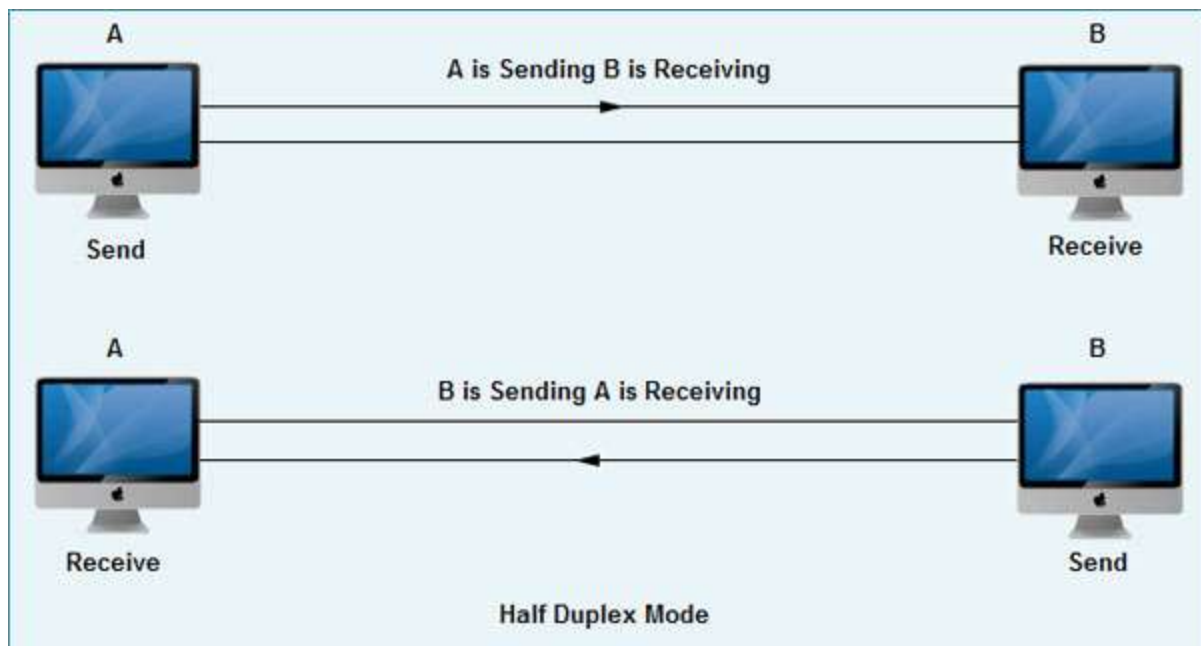 A
B
A is Sending B is Receiving
Send
Receive
A
B
B is Sending A is Receiving
Receive
Send
Half Duplex Mode